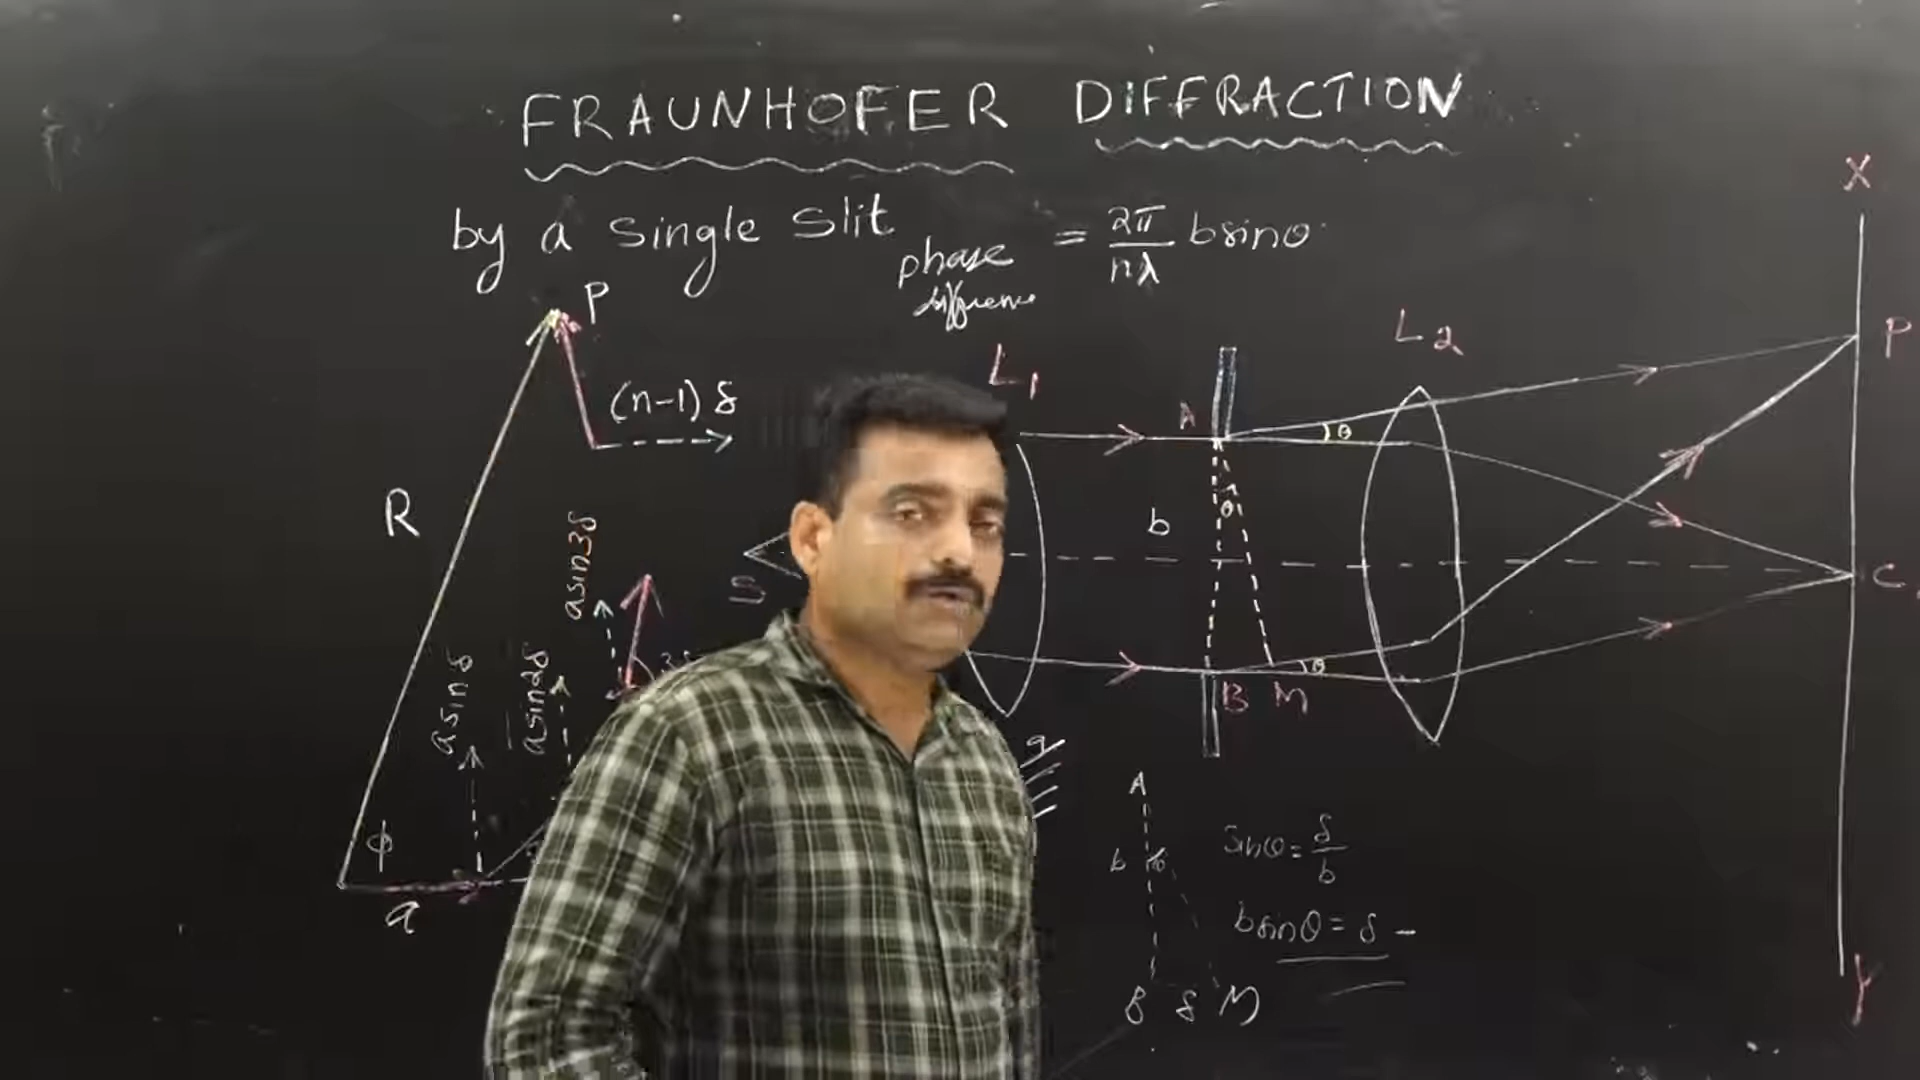 FRAUNHOFER DIFFRACTION
by a Single Slit
phase difference = 2π/nλ bsinθ
P
(n-1) δ
R
asin3δ
asin2δ
asinδ
ϕ
a
S
L1
L2
A
θ
θ
b
θ
B M
X
P
C
Y
a
A
b
B δ M
Sinθ = δ/b
bsinθ = δ -